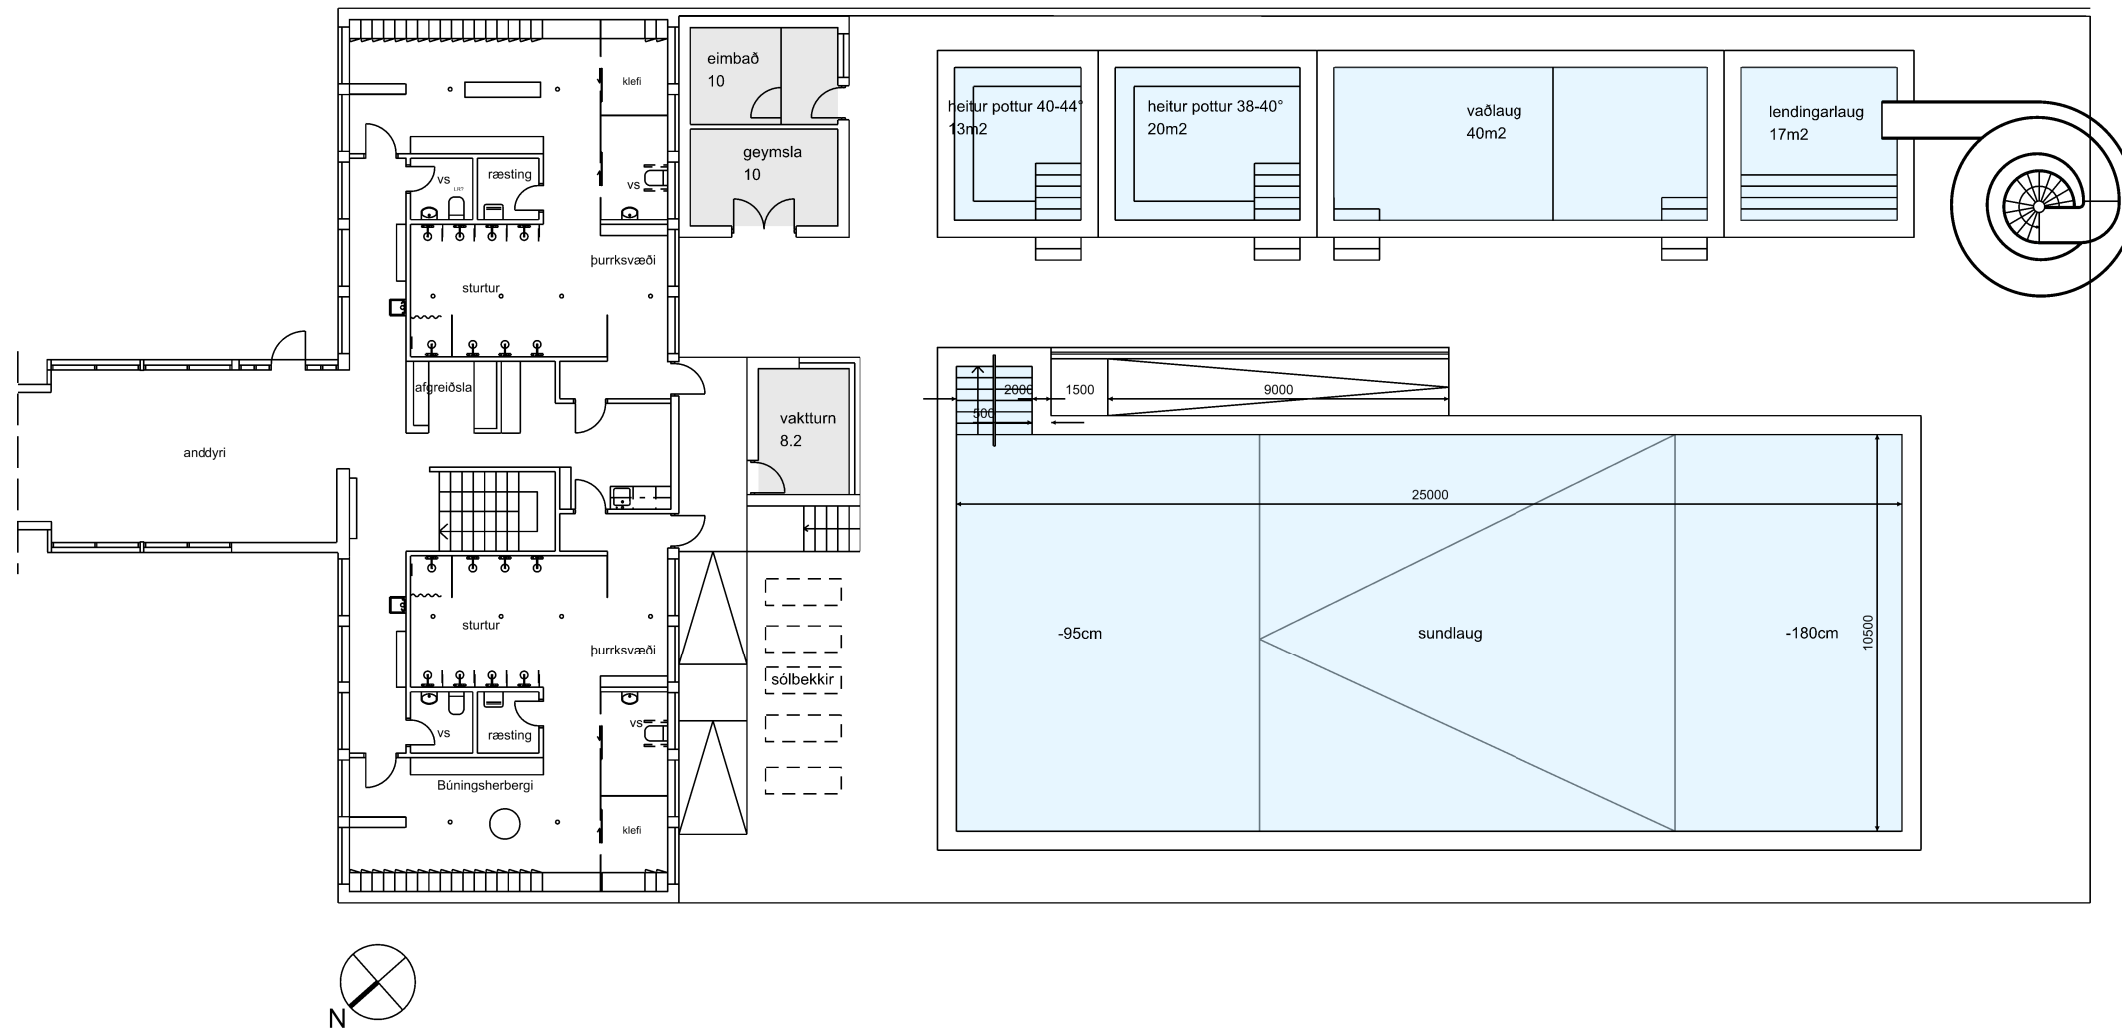 eimbað
10
klefi
heitur pottur 40-44°
13m2
heitur pottur 38-40°
20m2
vaðlaug
40m2
lendingarlaug
17m2
geymsla
10
vs
ræsting
vs
þurrksvæði
sturtur
afgreiðsla
2000
1500
9000
500
vaktturn
8.2
anddyri
25000
sturtur
þurrksvæði
-95cm
sundlaug
-180cm
10500
sólbekkir
vs
ræsting
vs
Búningsherbergi
klefi
N